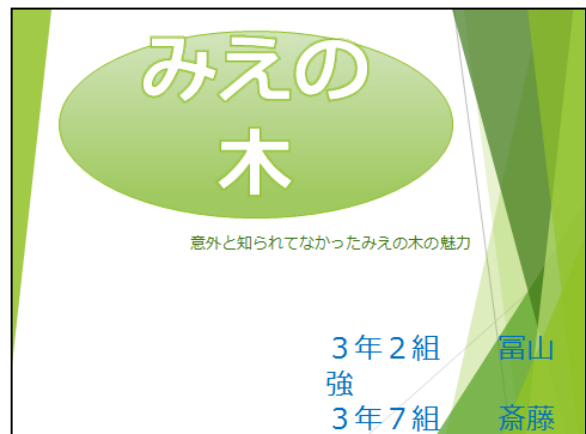 みえの
木
意外と知られてなかったみえの木の魅力
３年２組　　冨山
強
３年７組　　斎藤